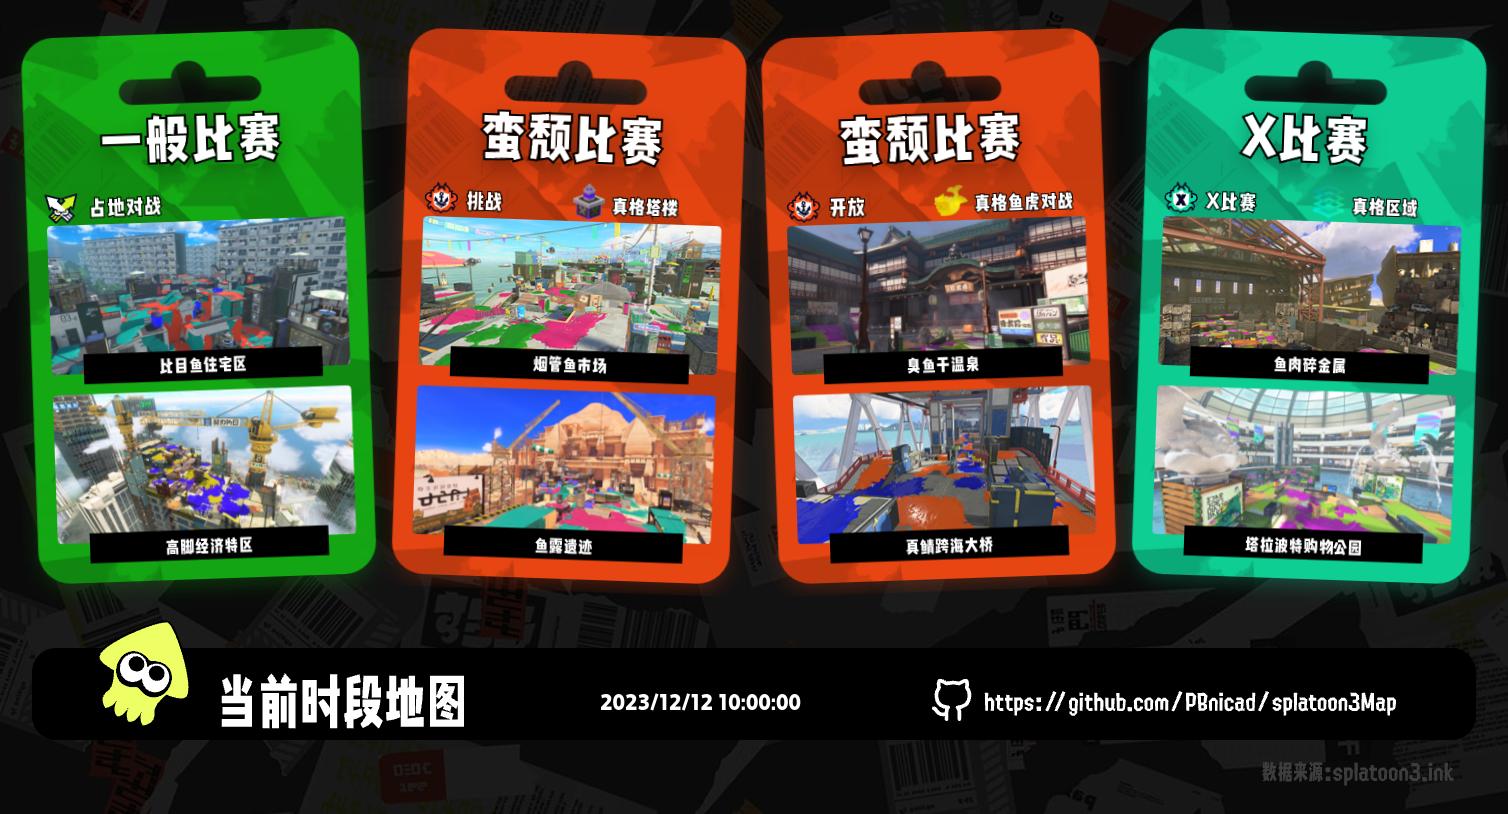 一般比赛
占地对战
比目鱼住宅区
高脚经济特区
蛮颓比赛
挑战
真格塔楼
烟管鱼市场
鱼露遗迹
蛮颓比赛
开放
真格鱼虎对战
臭鱼干温泉
真鲭跨海大桥
X比赛
X比赛
真格区域
鱼肉碎金属
塔拉波特购物公园
当前时段地图
2023/12/12 10:00:00
https://github.com/PBnicad/splatoon3Map
数据来源:splatoon3.ink